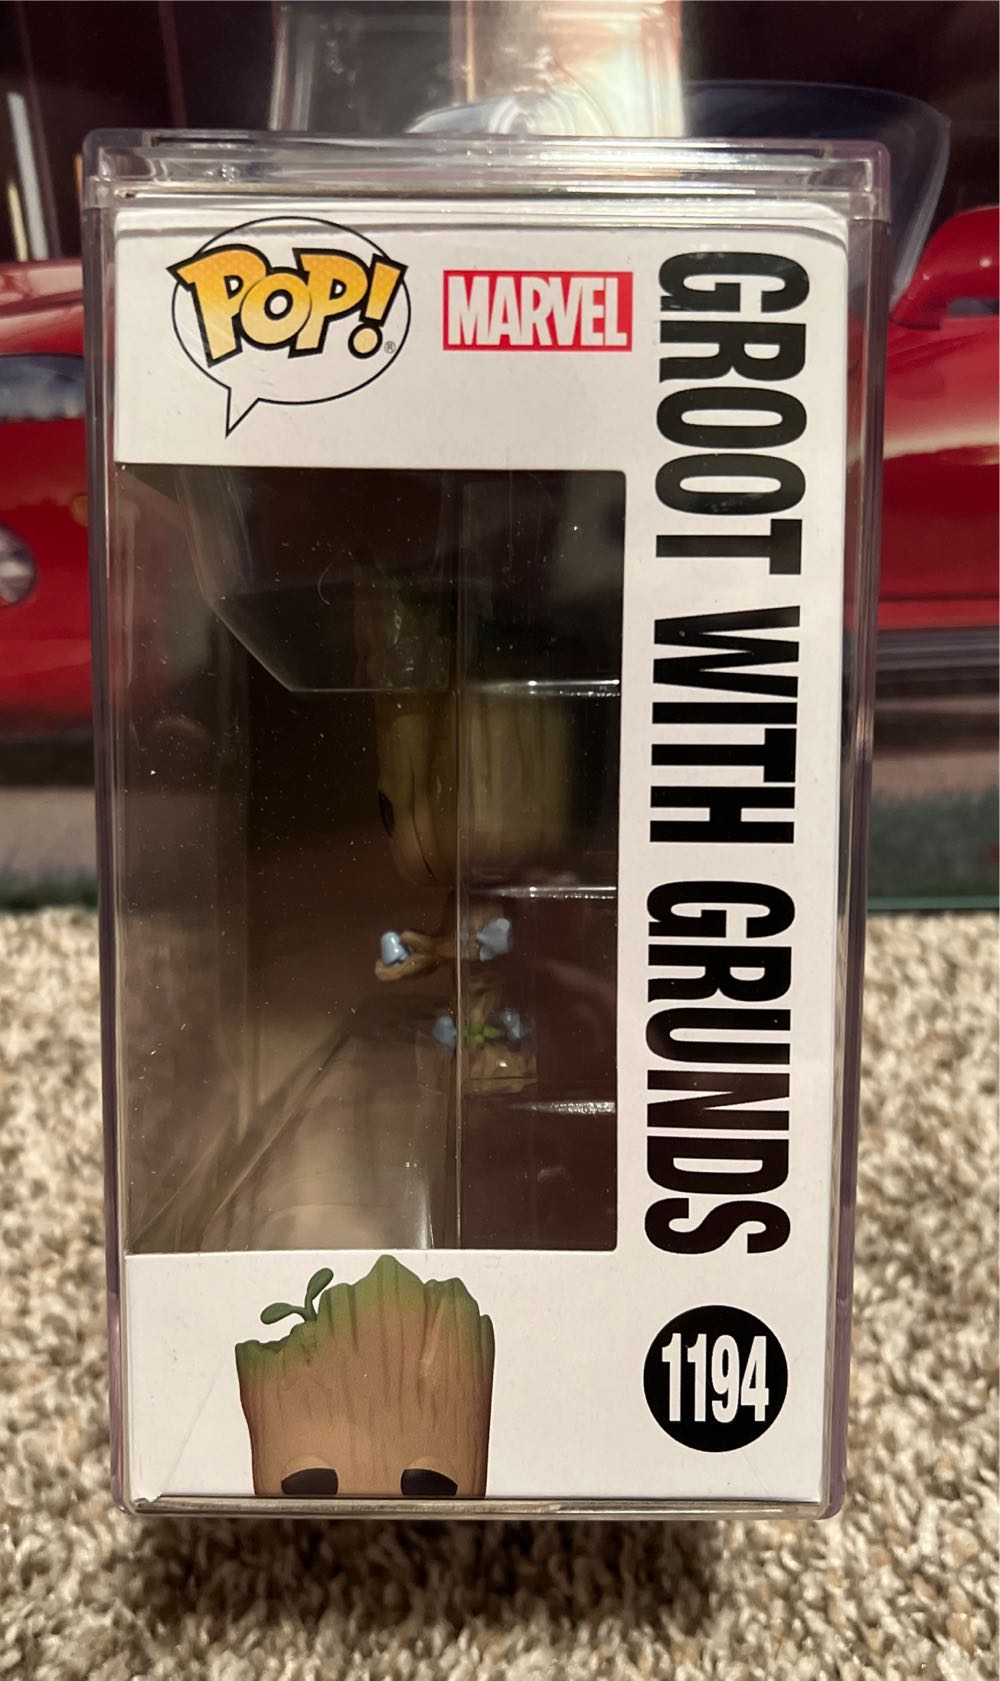 POP!
®
MARVEL
GROOT WITH GRUNDS
1194